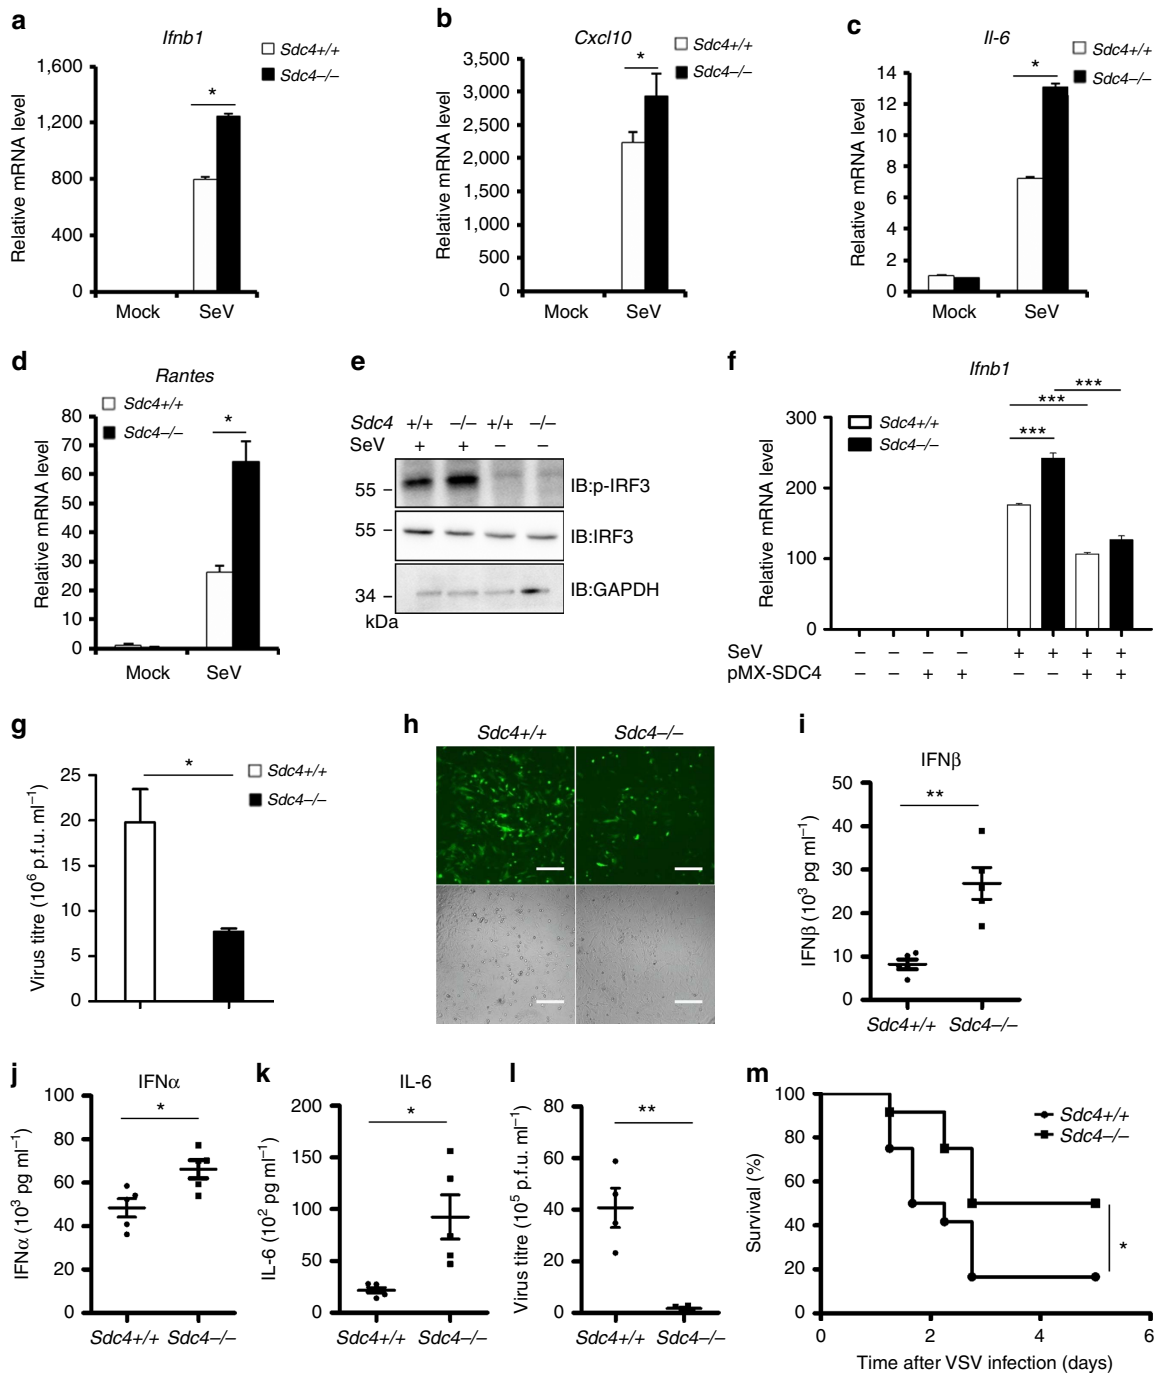 a
Ifnb1
Sdc4+/+
Sdc4–/–
Relative mRNA level
1,600
1,200
800
400
0
*
Mock
SeV
b
Cxcl10
Sdc4+/+
Sdc4–/–
Relative mRNA level
3,500
3,000
2,500
2,000
1,500
1,000
500
0
*
Mock
SeV
c
Il-6
Sdc4+/+
Sdc4–/–
Relative mRNA level
14
12
10
8
6
4
2
0
*
Mock
SeV
d
Rantes
Sdc4+/+
Sdc4–/–
Relative mRNA level
80
70
60
50
40
30
20
10
0
*
Mock
SeV
e
Sdc4 +/+ –/– +/+ –/–
SeV + + – –
55 – IB:p-IRF3
55 – IB:IRF3
34 – IB:GAPDH
kDa
f
Ifnb1
Sdc4+/+
Sdc4–/–
Relative mRNA level
300
200
100
0
***
***
***
SeV – – – – + + + +
pMX-SDC4 – – + + – – + +
g
Sdc4+/+
Sdc4–/–
Virus titre (10⁶ p.f.u. ml⁻¹)
25
20
15
10
5
0
*
h
Sdc4+/+ Sdc4–/–
i
IFNβ
IFNβ (10³ pg ml⁻¹)
50
40
30
20
10
0
**
Sdc4+/+ Sdc4–/–
j
IFNα
IFNα (10³ pg ml⁻¹)
100
80
60
40
20
0
*
Sdc4+/+ Sdc4–/–
k
IL-6
IL-6 (10² pg ml⁻¹)
200
150
100
50
0
*
Sdc4+/+ Sdc4–/–
l
Virus titre (10⁵ p.f.u. ml⁻¹)
80
60
40
20
0
**
Sdc4+/+ Sdc4–/–
m
Survival (%)
100
80
60
40
20
0
Sdc4+/+
Sdc4–/–
*
0 2 4 6
Time after VSV infection (days)